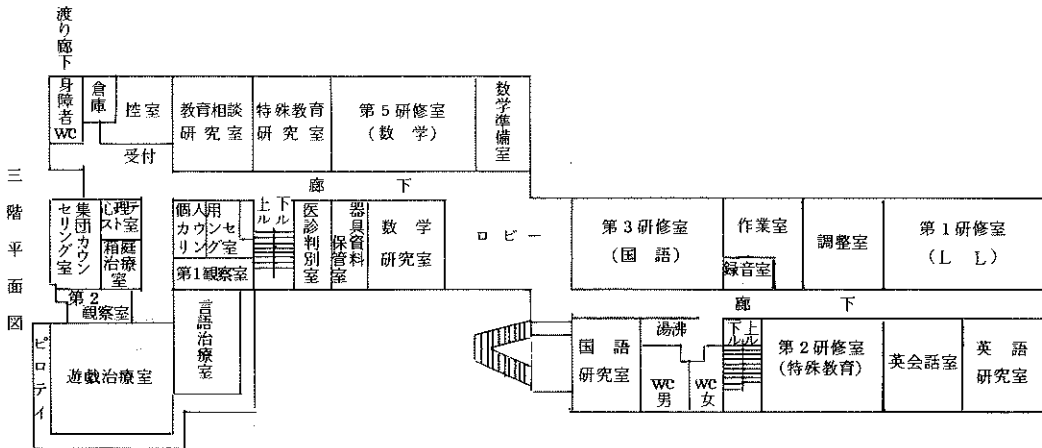 三階平面図
渡り廊下
身障者
WC
倉庫
控室
受付
教育相談
研究室
特殊教育
研究室
第5研修室
(数学)
数学準備室
廊下
集団カウン
セリング室
心理テ
スト室
箱庭療
治室
個人用
カウンセ
リング室
第1観察室
上ル
下ル
医診判別室
器具資料
保管室
数学
研究室
ロビー
第3研修室
(国語)
作業室
録音室
調整室
第1研修室
(LL)
廊下
第2
観察室
言語治療室
ピロテイ
遊戯治療室
国語
研究室
湯沸
WC
男
WC
女
下ル
上ル
第2研修室
(特殊教育)
英会話室
英語
研究室